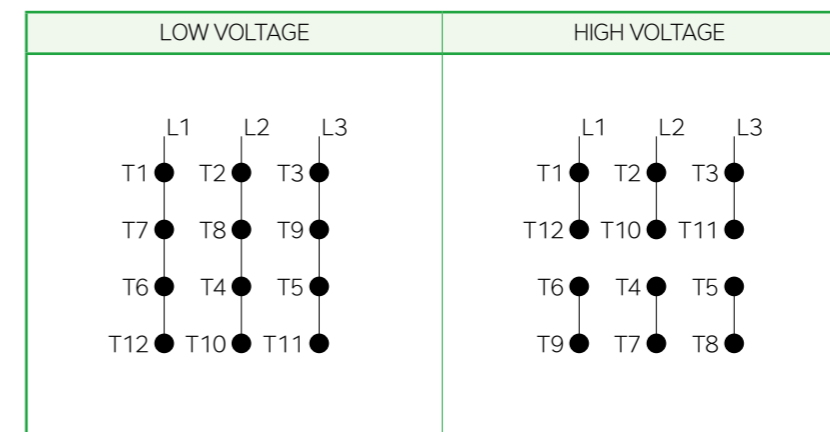 LOW VOLTAGE HIGH VOLTAGE
L1 L2 L3 L1 L2 L3
T1 T2 T3 T1 T2 T3
T7 T8 T9 T12 T10 T11
T6 T4 T5 T6 T4 T5
T12 T10 T11 T9 T7 T8